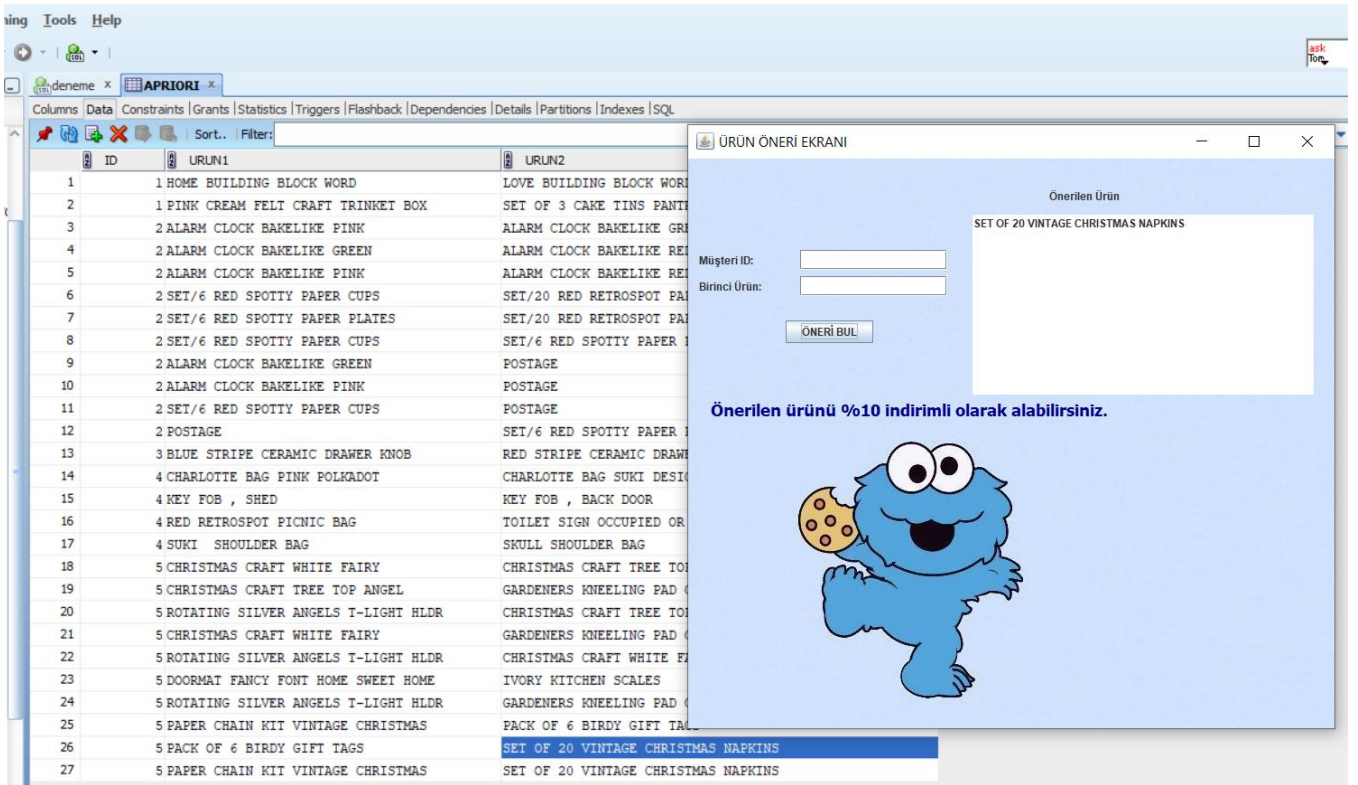 Tools Help
ask
Tom
deneme x APRIORI x
Columns Data Constraints Grants Statistics Triggers Flashback Dependencies Details Partitions Indexes SQL
Sort.. Filter:
ID URUN1 URUN2
1 1 HOME BUILDING BLOCK WORD LOVE BUILDING BLOCK
2 1 PINK CREAM FELT CRAFT TRINKET BOX SET OF 3 CAKE TINS
3 2 ALARM CLOCK BAKELIKE PINK ALARM CLOCK BAKELIKE
4 2 ALARM CLOCK BAKELIKE GREEN ALARM CLOCK BAKELIKE
5 2 ALARM CLOCK BAKELIKE PINK ALARM CLOCK BAKELIKE
6 2 SET/6 RED SPOTTY PAPER CUPS SET/20 RED RETROSPOT
7 2 SET/6 RED SPOTTY PAPER PLATES SET/20 RED RETROSPOT
8 2 SET/6 RED SPOTTY PAPER CUPS SET/6 RED SPOTTY PAPER
9 2 ALARM CLOCK BAKELIKE GREEN POSTAGE
10 2 ALARM CLOCK BAKELIKE PINK POSTAGE
11 2 SET/6 RED SPOTTY PAPER CUPS POSTAGE
12 2 POSTAGE SET/6 RED SPOTTY PAPER
13 3 BLUE STRIPE CERAMIC DRAWER KNOB RED STRIPE CERAMIC
14 4 CHARLOTTE BAG PINK POLKADOT CHARLOTTE BAG SUKI
15 4 KEY FOB , SHED KEY FOB , BACK DOOR
16 4 RED RETROSPOT PICNIC BAG TOILET SIGN OCCUPIED OR
17 4 SUKI SHOULDER BAG SKULL SHOULDER BAG
18 5 CHRISTMAS CRAFT WHITE FAIRY CHRISTMAS CRAFT TREE
19 5 CHRISTMAS CRAFT TREE TOP ANGEL GARDENERS KNEELING PAD
20 5 ROTATING SILVER ANGELS T-LIGHT HLDR CHRISTMAS CRAFT TREE
21 5 CHRISTMAS CRAFT WHITE FAIRY GARDENERS KNEELING PAD
22 5 ROTATING SILVER ANGELS T-LIGHT HLDR CHRISTMAS CRAFT WHITE
23 5 DOORMAT FANCY FONT HOME SWEET HOME IVORY KITCHEN SCALES
24 5 ROTATING SILVER ANGELS T-LIGHT HLDR GARDENERS KNEELING PAD
25 5 PAPER CHAIN KIT VINTAGE CHRISTMAS PACK OF 6 BIRDY GIFT
26 5 PACK OF 6 BIRDY GIFT TAGS SET OF 20 VINTAGE CHRISTMAS NAPKINS
27 5 PAPER CHAIN KIT VINTAGE CHRISTMAS SET OF 20 VINTAGE CHRISTMAS NAPKINS
ÜRÜN ÖNERİ EKRANI
Önerilen Ürün
SET OF 20 VINTAGE CHRISTMAS NAPKINS
Müşteri ID:
Birinci Ürün:
ÖNERİ BUL
Önerilen ürünü %10 indirimli olarak alabilirsiniz.